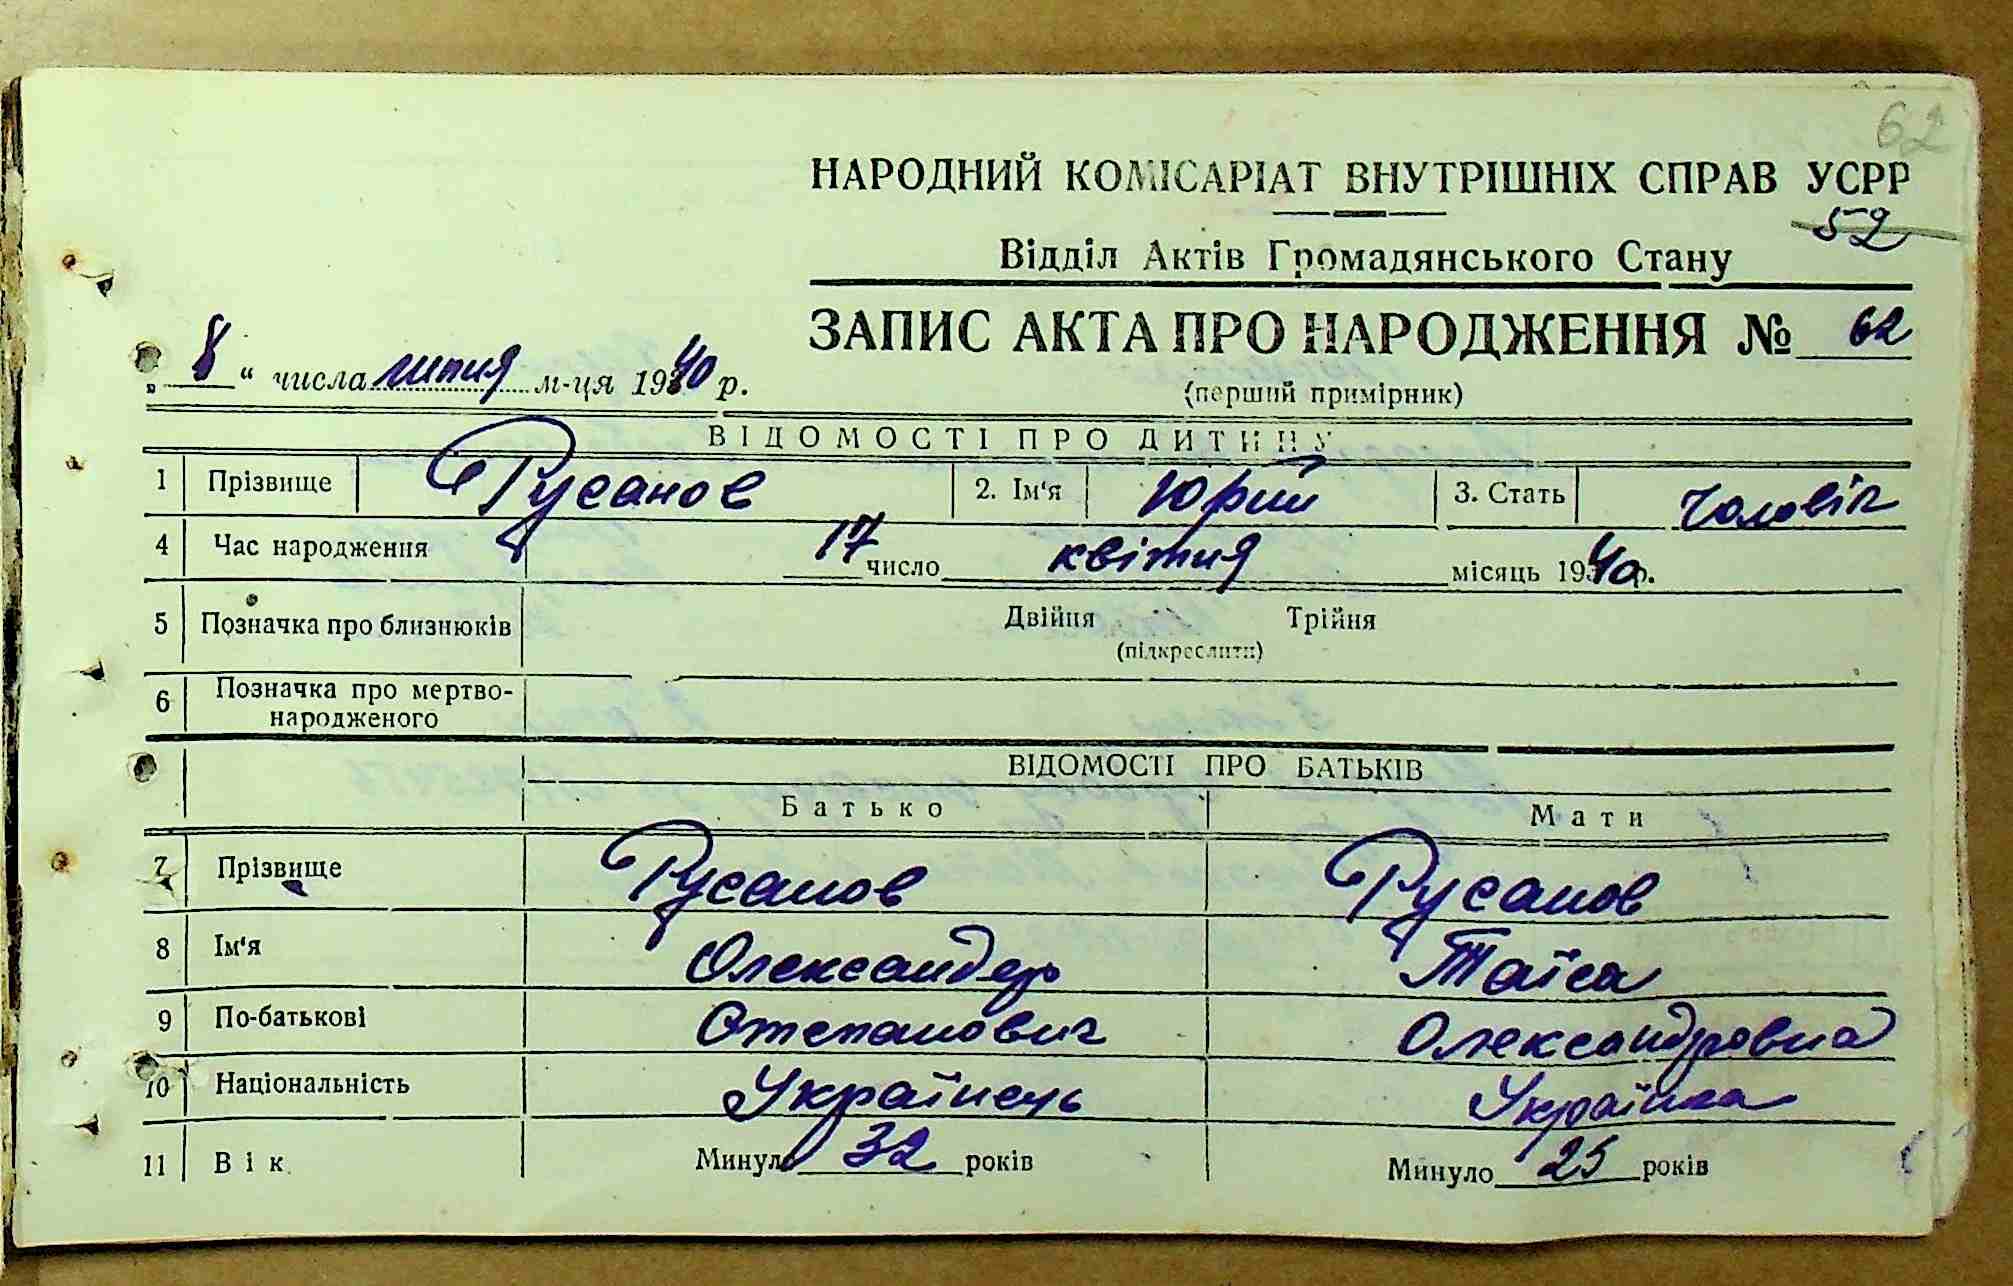 62
НАРОДНИЙ КОМІСАРІАТ ВНУТРІШНІХ СПРАВ УСРР
52
Відділ Актів Громадянського Стану
ЗАПИС АКТА ПРО НАРОДЖЕННЯ № 62
„ 8 “ числа липня м-ця 1940 р.
(перший примірник)
ВІДОМОСТІ ПРО ДИТИНУ
1 Прізвище Русанов 2. Ім'я Юрий 3. Стать Чоловік
4 Час народження 17 число квітня місяць 1940 р.
5 Позначка про близнюків Двійня Трійня
(підкреслити)
6 Позначка про мертво-
народженого
ВІДОМОСТІ ПРО БАТЬКІВ
Батько Мати
7 Прізвище Русанов Русанов
8 Ім'я Олександр Таїса
9 По-батькові Степанович Олександровна
10 Національність Українець Українка
11 Вік Минуло 32 років Минуло 25 років